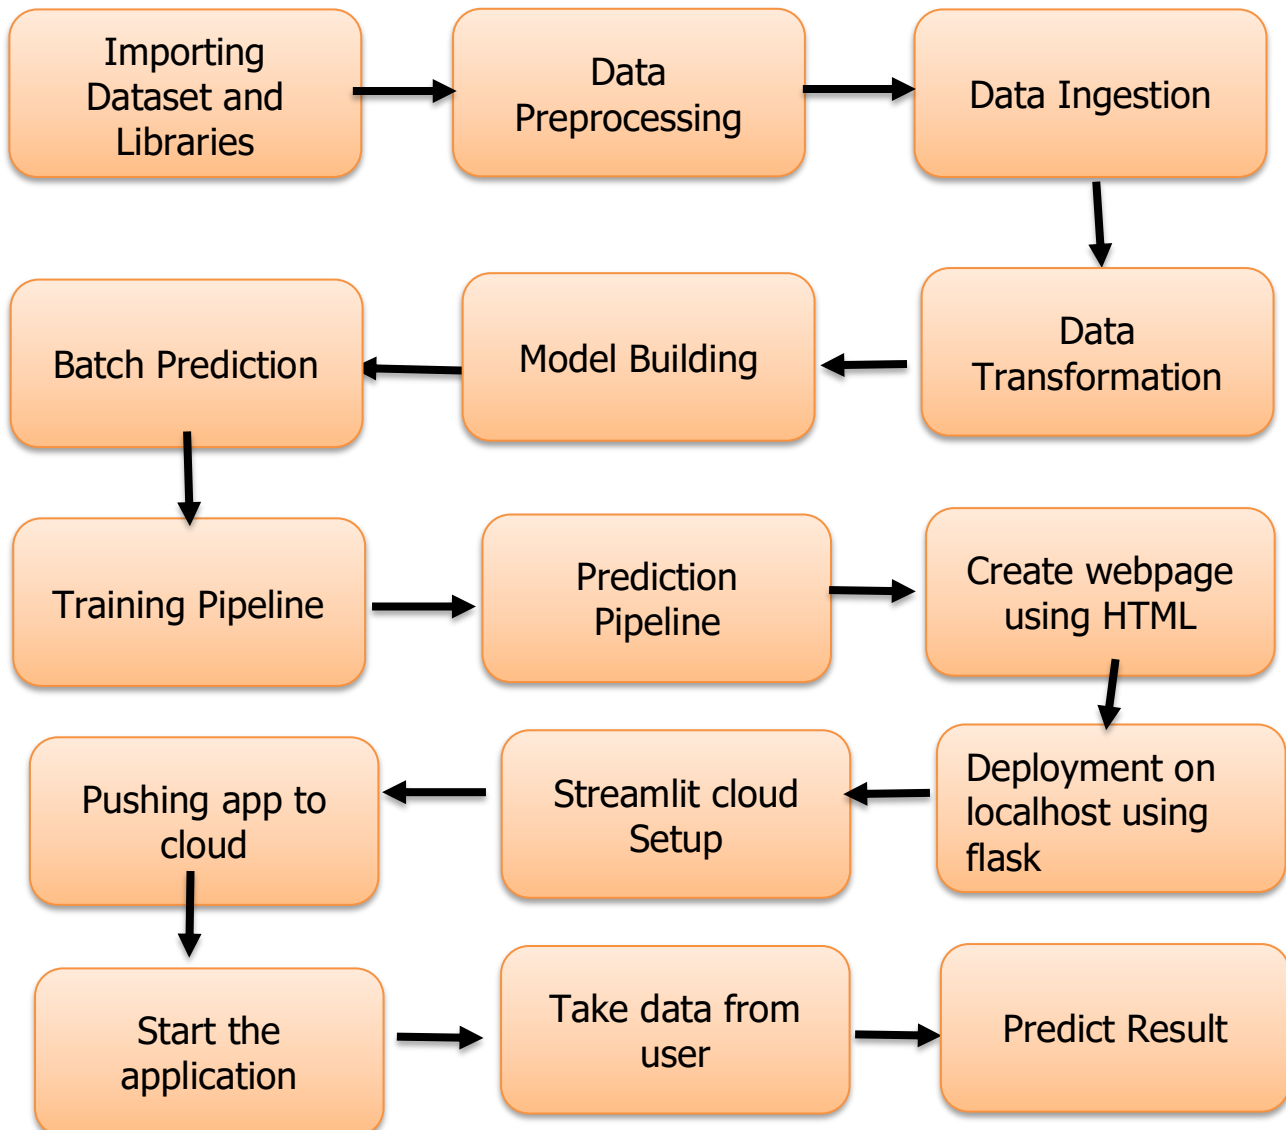 Importing
Dataset and
Libraries
Data
Preprocessing
Data Ingestion
Data
Transformation
Model Building
Batch Prediction
Training Pipeline
Prediction
Pipeline
Create webpage
using HTML
Deployment on
localhost using
flask
Streamlit cloud
Setup
Pushing app to
cloud
Start the
application
Take data from
user
Predict Result